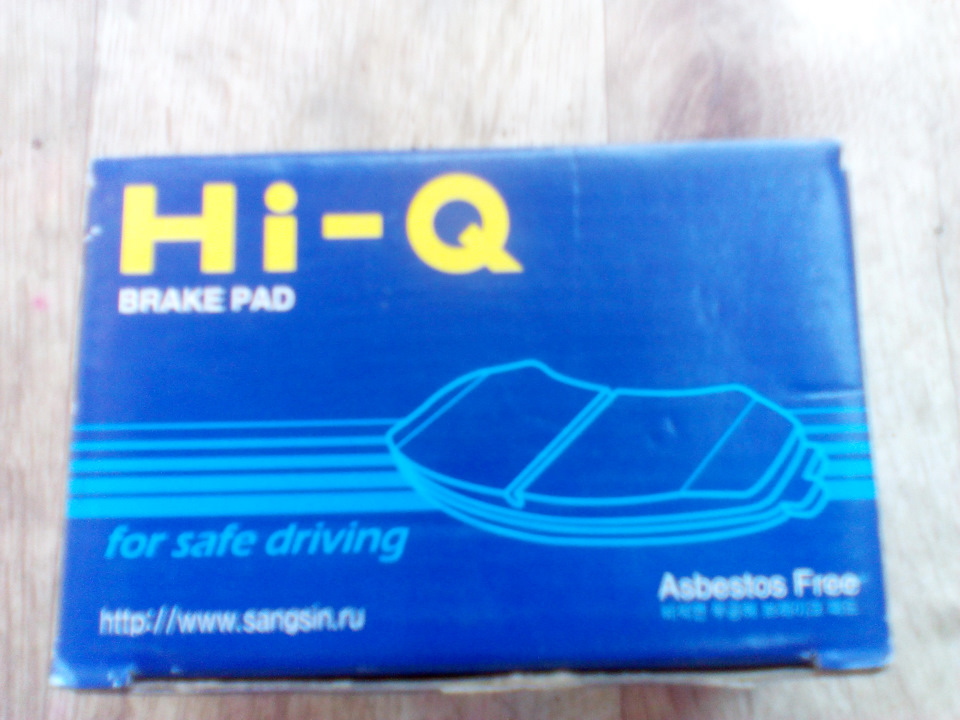 Hi-Q
BRAKE PAD
for safe driving
Asbestos Free
http://www.sangsin.ru